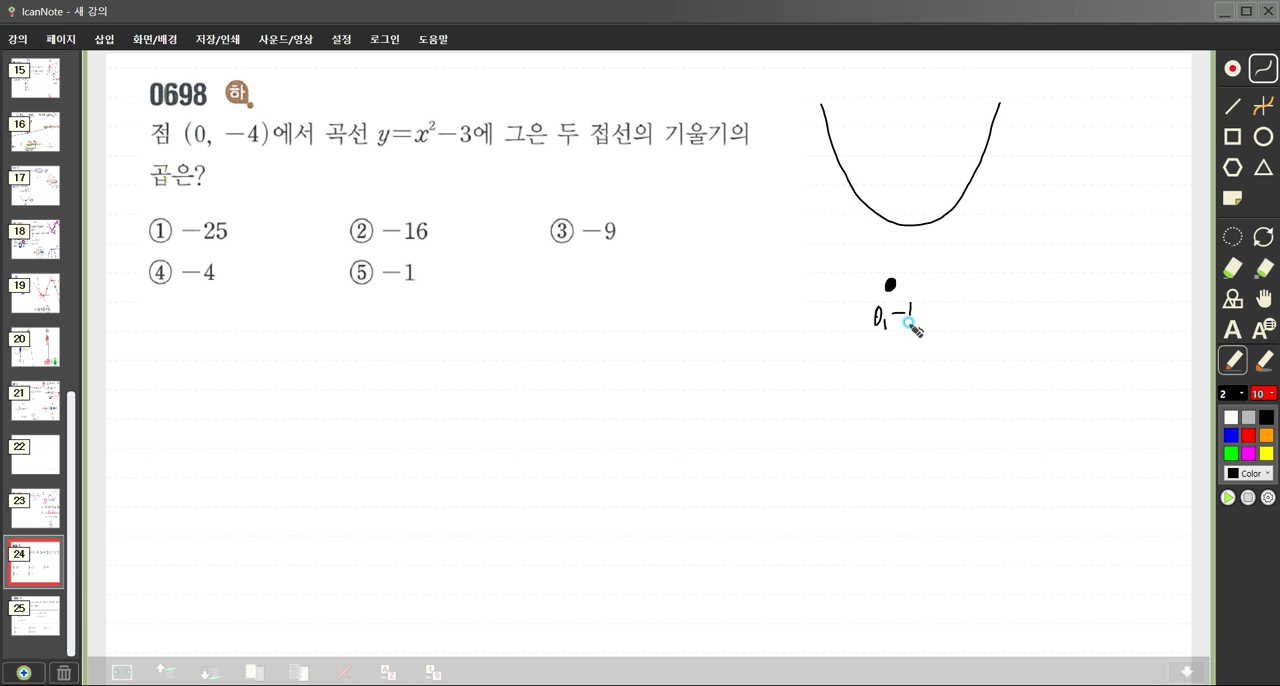 IcanNote - 새 강의
강의 페이지 삽입 화면/배경 저장/인쇄 사운드/영상 설정 로그인 도움말
15
16
17
18
19
20
21
22
23
24
25
0698 하
점 (0, −4)에서 곡선 y=x²−3에 그은 두 접선의 기울기의
곱은?
① −25 ② −16 ③ −9
④ −4 ⑤ −1
0, −1
A A
2 10
Color